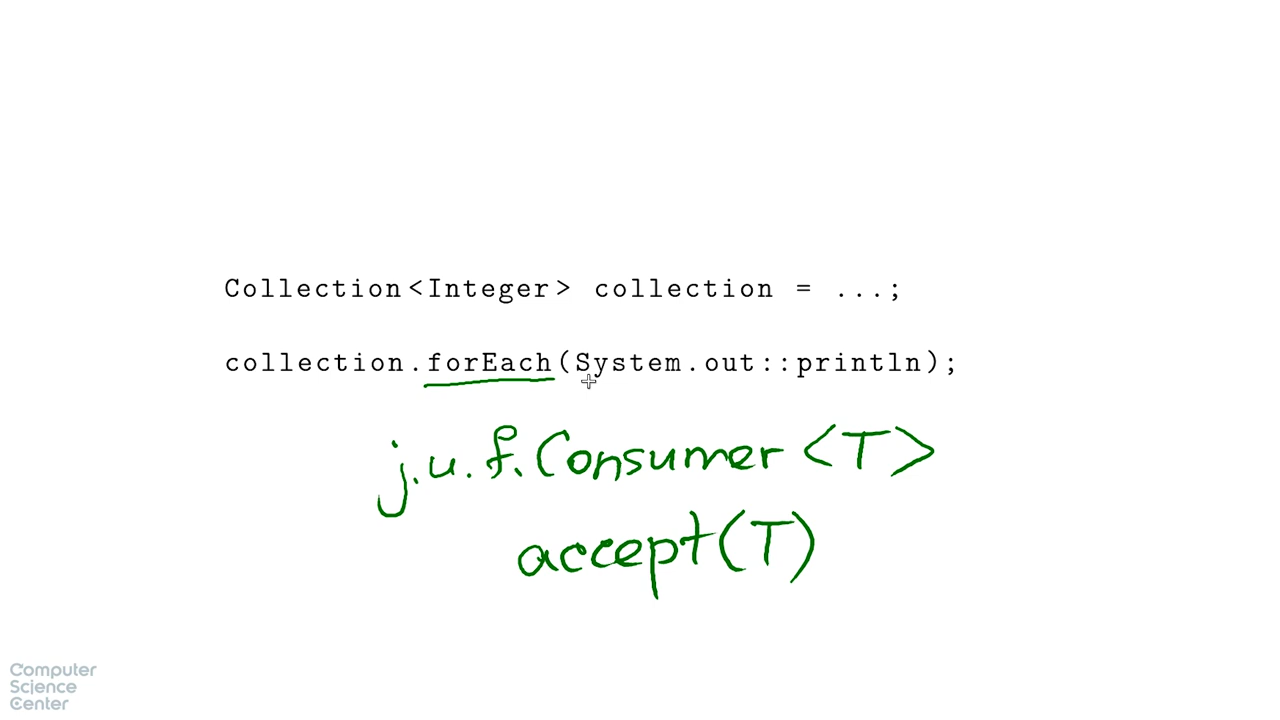 Collection<Integer> collection = ...;
collection.forEach(System.out::println);
j.u.f.Consumer <T>
accept(T)
Computer
Science
Center